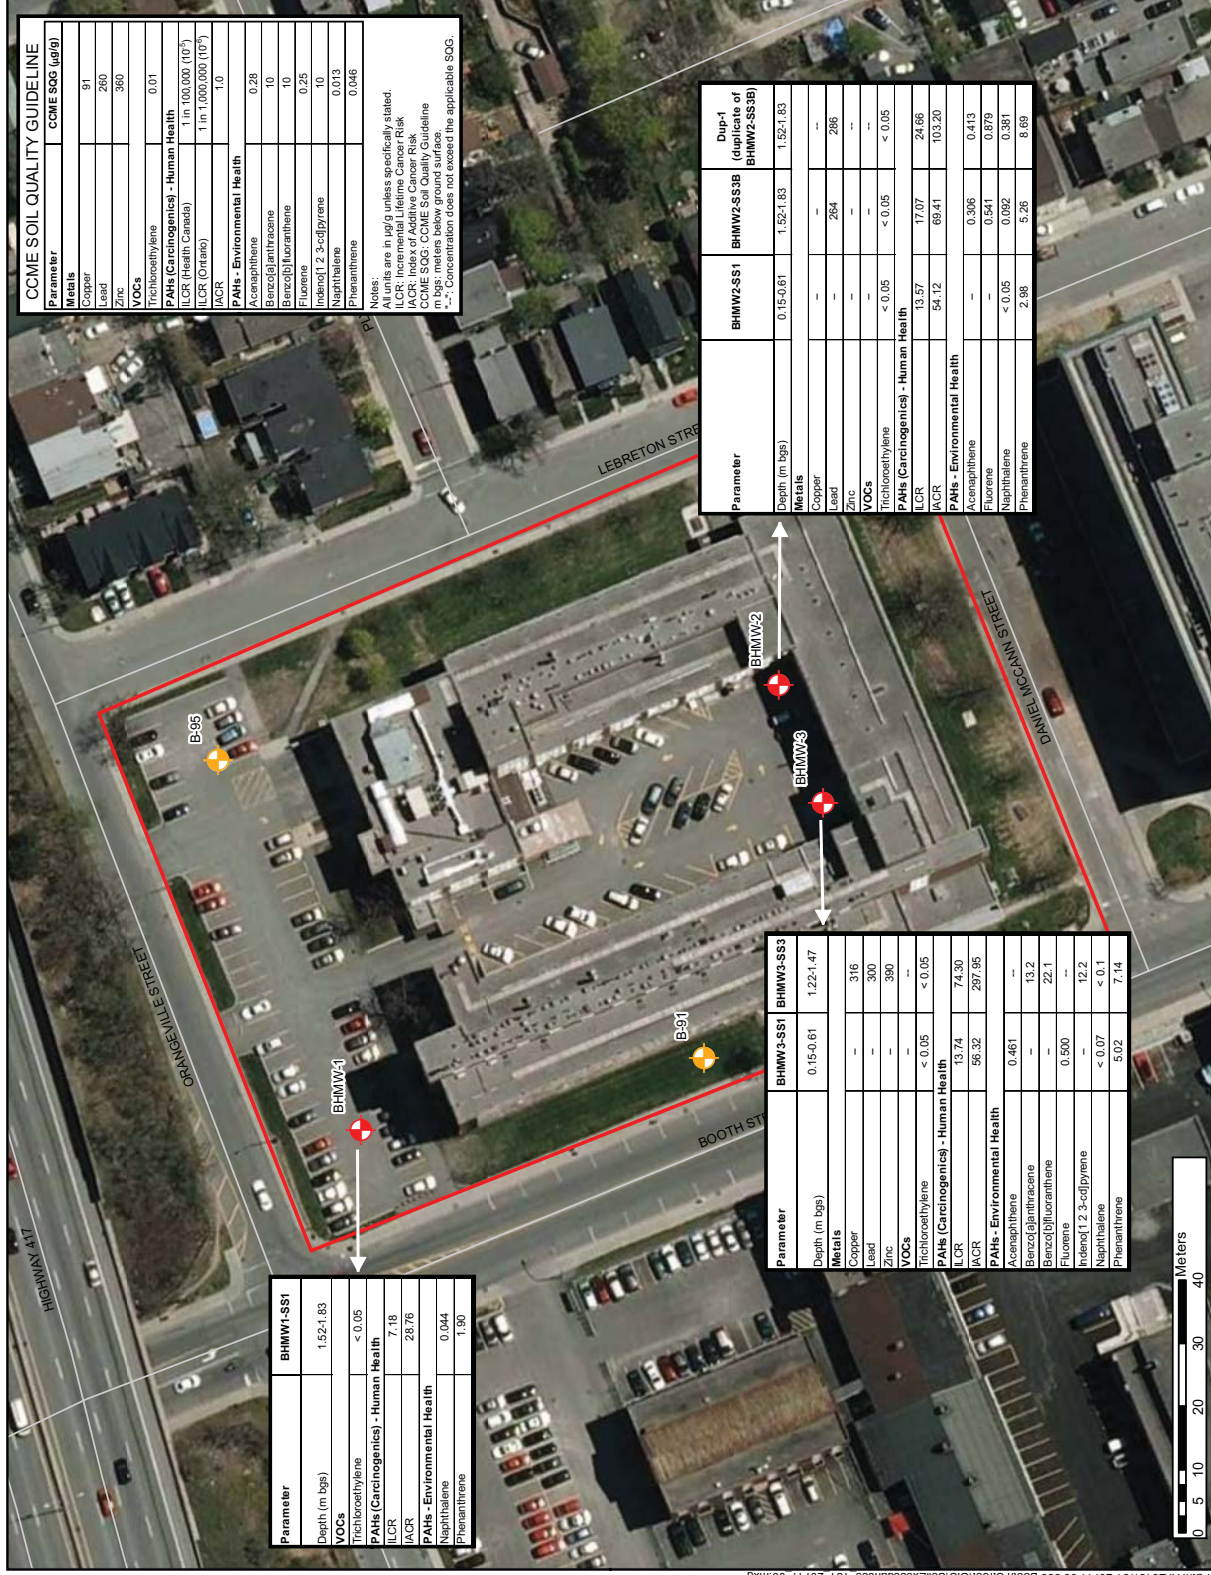 CCME SOIL QUALITY GUIDELINE
Parameter CCME SQG (µg/g)
Metals
Copper 91
Lead 260
Zinc 360
VOCs
Trichloroethylene 0.01
PAHs (Carcinogenics) - Human Health
ILCR (Health Canada) 1 in 100,000 (10⁻⁵)
ILCR (Ontario) 1 in 1,000,000 (10⁻⁶)
IACR 1.0
PAHs - Environmental Health
Acenaphthene 0.28
Benzo[a]anthracene 10
Benzo[b]fluoranthene 10
Fluorene 0.25
Indeno[1 2 3-cd]pyrene 10
Naphthalene 0.013
Phenanthrene 0.046
Notes:
All units are in µg/g unless specifically stated.
ILCR: Incremental Lifetime Cancer Risk
IACR: Index of Additive Cancer Risk
CCME SQG: CCME Soil Quality Guideline
m bgs: meters below ground surface.
"--": Concentration does not exceed the applicable SQG.
HIGHWAY 417
ORANGEVILLE STREET
LEBRETON STRE
PL
BOOTH ST
DANIEL MCCANN STREET
B-95
BHMW-1
B-91
BHMW-2
BHMW-3
Parameter BHMW1-SS1
Depth (m bgs) 1.52-1.83
VOCs
Trichloroethylene < 0.05
PAHs (Carcinogenics) - Human Health
ILCR 7.18
IACR 28.76
PAHs - Environmental Health
Naphthalene 0.044
Phenanthrene 1.90
Parameter BHMW3-SS1 BHMW3-SS3
Depth (m bgs) 0.15-0.61 1.22-1.47
Metals
Copper -- 316
Lead -- 300
Zinc -- 390
VOCs -- --
Trichloroethylene < 0.05 < 0.05
PAHs (Carcinogenics) - Human Health
ILCR 13.74 74.30
IACR 56.32 297.95
PAHs - Environmental Health
Acenaphthene 0.461 --
Benzo[a]anthracene -- 13.2
Benzo[b]fluoranthene -- 22.1
Fluorene 0.500 --
Indeno[1 2 3-cd]pyrene -- 12.2
Naphthalene < 0.07 < 0.1
Phenanthrene 5.02 7.14
Parameter BHMW2-SS1 BHMW2-SS3B Dup-1
(duplicate of
BHMW2-SS3B)
Depth (m bgs) 0.15-0.61 1.52-1.83 1.52-1.83
Metals
Copper -- -- --
Lead -- 264 286
Zinc -- -- --
VOCs -- -- --
Trichloroethylene < 0.05 < 0.05 < 0.05
PAHs (Carcinogenics) - Human Health
ILCR 13.57 17.07 24.66
IACR 54.12 69.41 103.20
PAHs - Environmental Health
Acenaphthene -- 0.306 0.413
Fluorene -- 0.541 0.879
Naphthalene < 0.05 0.092 0.381
Phenanthrene 2.98 5.26 8.69
0 5 10 20 30 40
Meters